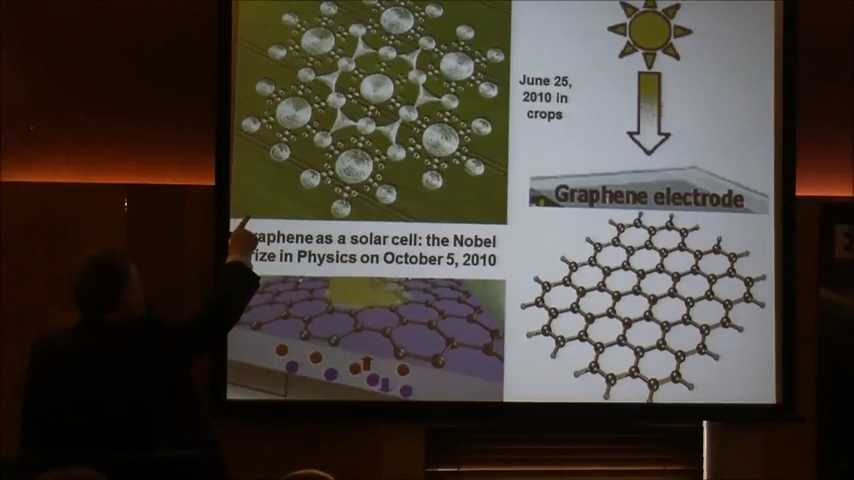 June 25,
2010 in
crops
Graphene electrode
raphene as a solar cell: the Nobel
rize in Physics on October 5, 2010
E